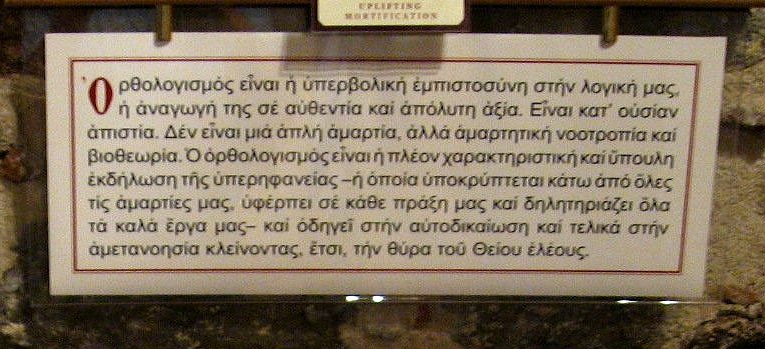 UPLIFTING
MORTIFICATION
Ὀρθολογισμός εἶναι ἡ ὑπερβολική ἐμπιστοσύνη στήν λογική μας,
ἡ ἀναγωγή της σέ αὐθεντία καί ἀπόλυτη ἀξία. Εἶναι κατ' οὐσίαν
ἀπιστία. Δέν εἶναι μιά ἁπλή ἁμαρτία, ἀλλά ἁμαρτητική νοοτροπία καί
βιοθεωρία. Ὁ ὀρθολογισμός εἶναι ἡ πλέον χαρακτηριστική καί ὕπουλη
ἐκδήλωση τῆς ὑπερηφανείας –ἡ ὁποία ὑποκρύπτεται κάτω ἀπό ὅλες
τίς ἁμαρτίες μας, ὑφέρπει σέ κάθε πράξη μας καί δηλητηριάζει ὅλα
τά καλά ἔργα μας– καί ὁδηγεῖ στήν αὐτοδικαίωση καί τελικά στήν
ἀμετανοησία κλείνοντας, ἔτσι, τήν θύρα τοῦ Θείου ἐλέους.